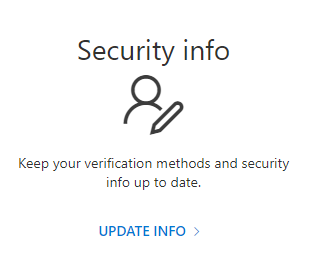 Security info
Keep your verification methods and security
info up to date.
UPDATE INFO >